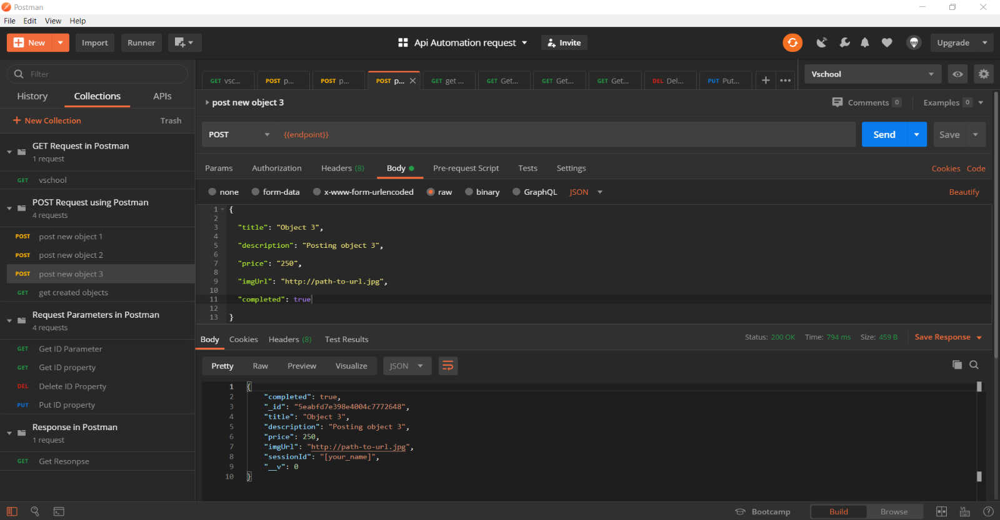 Postman
File Edit View Help
New Import Runner Api Automation request Invite Upgrade
Filter
History Collections APIs
New Collection Trash
GET Request in Postman
1 request
GET vschool
POST Request using Postman
4 requests
POST post new object 1
POST post new object 2
POST post new object 3
GET get created objects
Request Parameters in Postman
4 requests
GET Get ID Parameter
GET Get ID property
DEL Delete ID Property
PUT Put ID property
Response in Postman
1 request
GET Get Resonpse
GET vsc... POST p... POST p... POST p... GET get ... GET Get... GET Get... GET Get... DEL Del... PUT Put... Vschool
post new object 3 Comments 0 Examples 0
POST {{endpoint}} Send Save
Params Authorization Headers (8) Body Pre-request Script Tests Settings Cookies Code
none form-data x-www-form-urlencoded raw binary GraphQL JSON Beautify
1 {
2
3 "title": "Object 3",
4
5 "description": "Posting object 3",
6
7 "price": "250",
8
9 "imgUrl": "http://path-to-url.jpg",
10
11 "completed": true
12
13 }
Body Cookies Headers (8) Test Results Status: 200 OK Time: 794 ms Size: 459 B Save Response
Pretty Raw Preview Visualize JSON
1 {
2 "completed": true,
3 "_id": "5eabfd7e398e4004c7772648",
4 "title": "Object 3",
5 "description": "Posting object 3",
6 "price": 250,
7 "imgUrl": "http://path-to-url.jpg",
8 "sessionId": "[your_name]",
9 "__v": 0
10 }
Bootcamp Build Browse